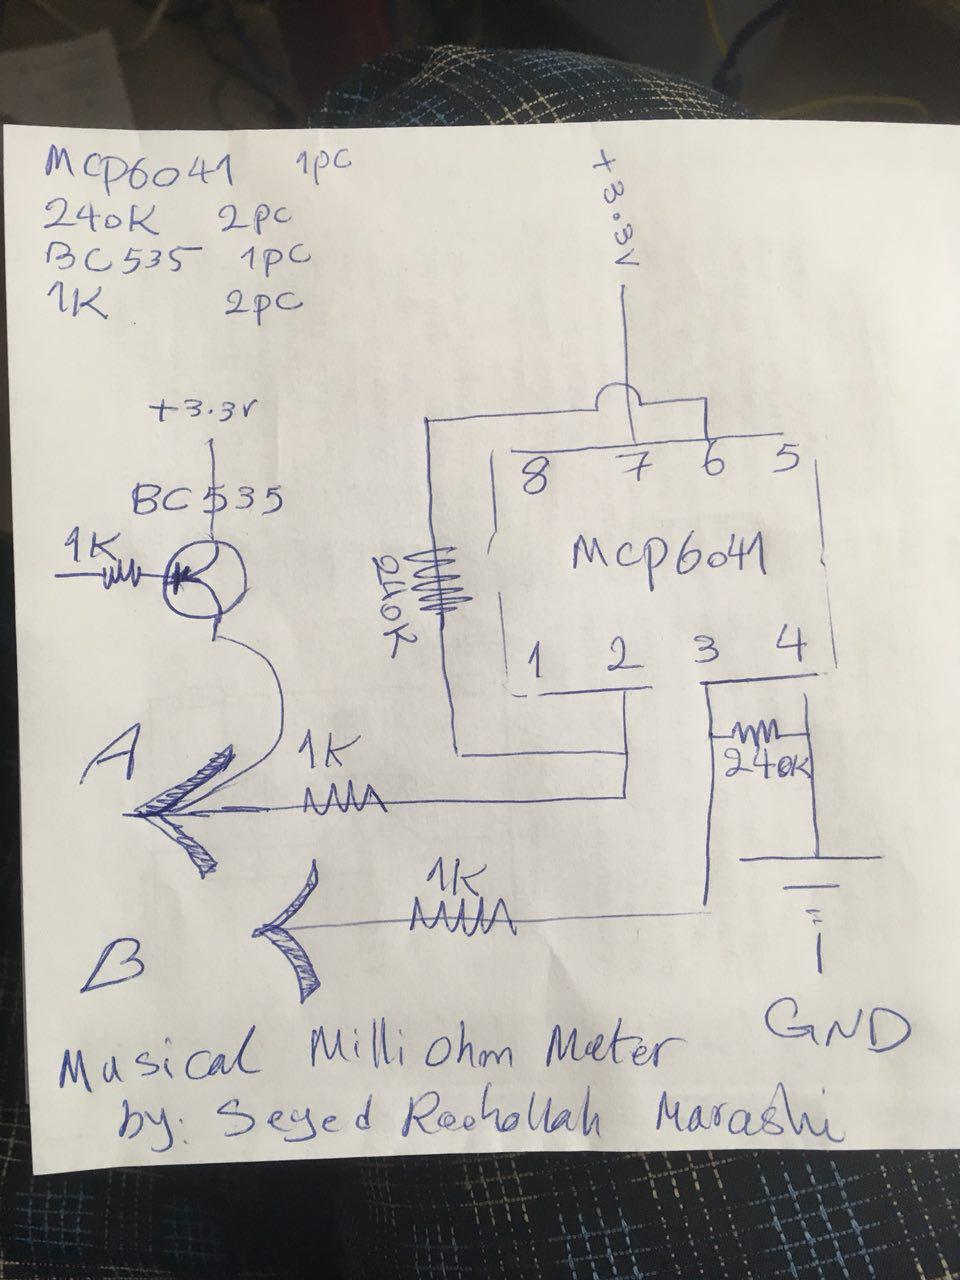 MCP6041 1pc
240K 2pc
BC535 1pc
1K 2pc
+3.3V
+3.3V
BC535
1K
8 7 6 5
MCP6041
240K
1 2 3 4
240K
A
1K
1K
B
GND
Musical Milli Ohm Meter
by: Seyed Roohollah Marashi